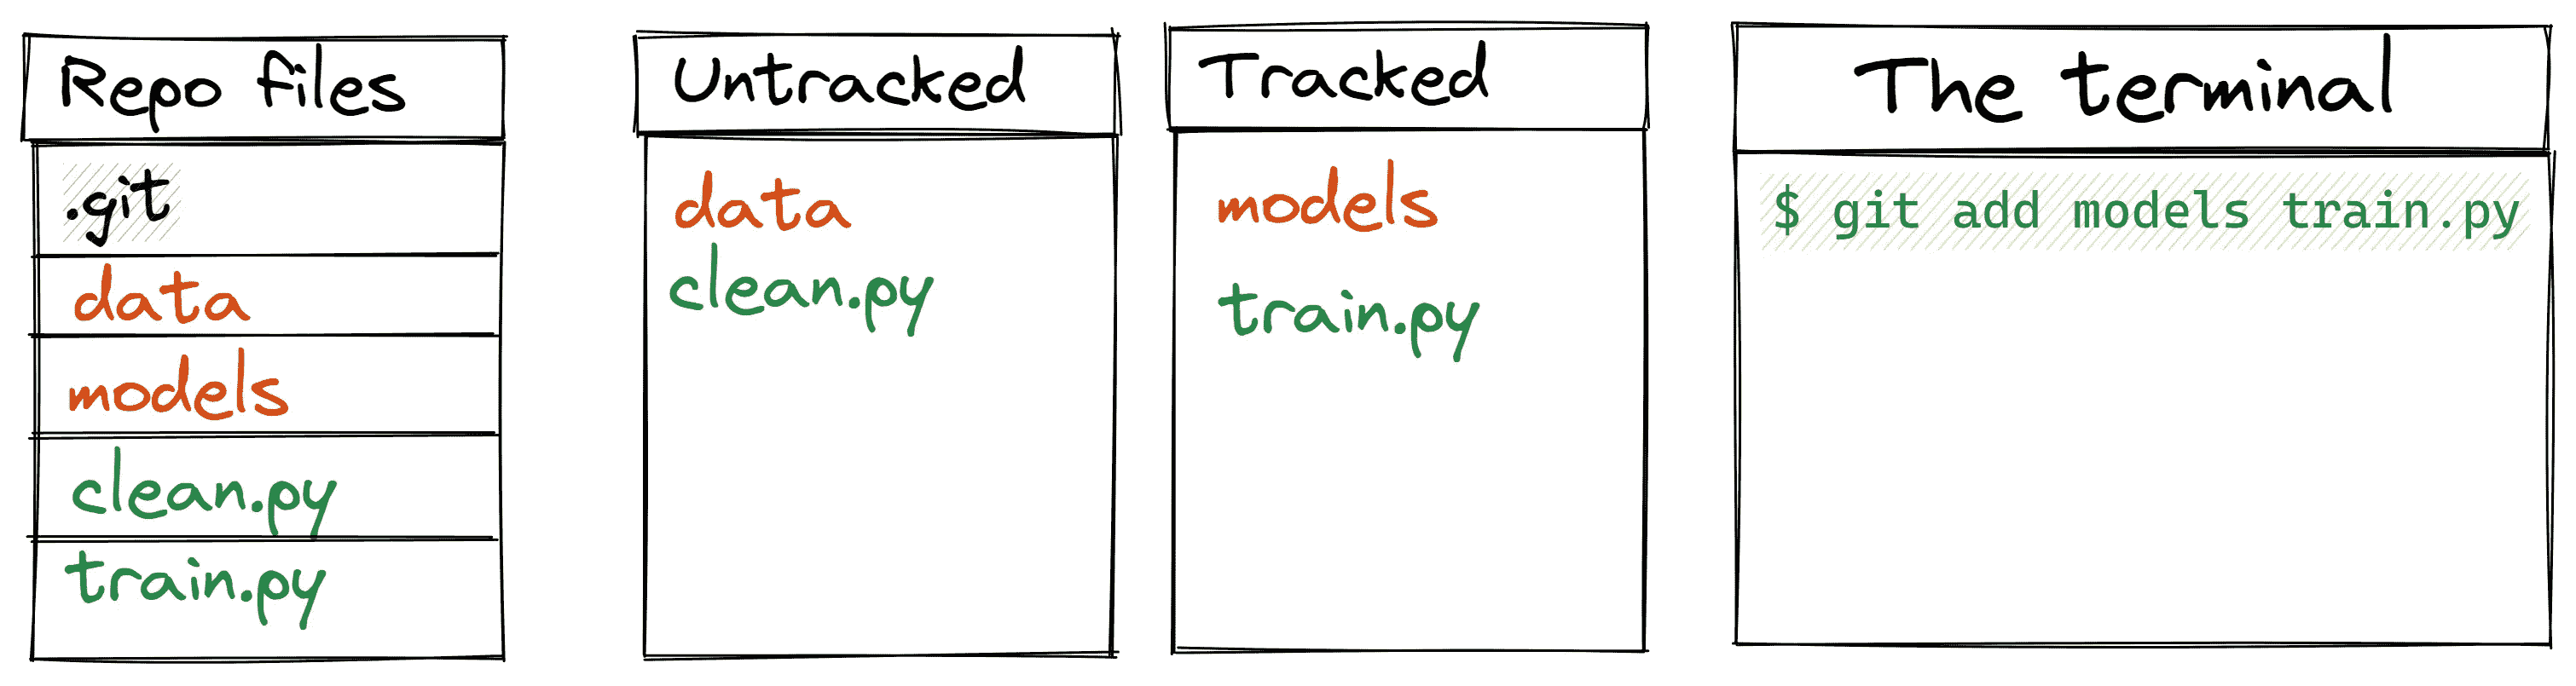 Repo files
.git
data
models
clean.py
train.py
Untracked
data
clean.py
Tracked
models
train.py
The terminal
$ git add models train.py